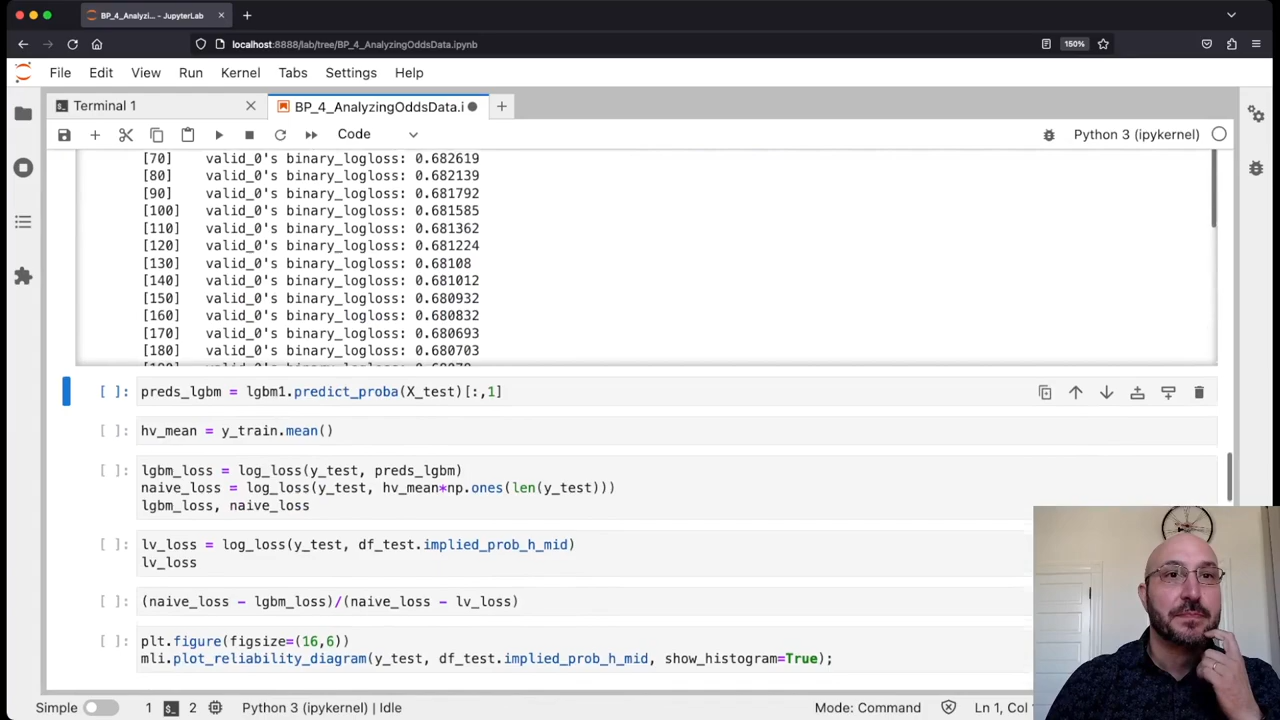 BP_4_Analyzi... - JupyterLab
localhost:8888/lab/tree/BP_4_AnalyzingOddsData.ipynb
150%
File Edit View Run Kernel Tabs Settings Help
Terminal 1
BP_4_AnalyzingOddsData.i
Code
Python 3 (ipykernel)
[70] valid_0's binary_logloss: 0.682619
[80] valid_0's binary_logloss: 0.682139
[90] valid_0's binary_logloss: 0.681792
[100] valid_0's binary_logloss: 0.681585
[110] valid_0's binary_logloss: 0.681362
[120] valid_0's binary_logloss: 0.681224
[130] valid_0's binary_logloss: 0.68108
[140] valid_0's binary_logloss: 0.681012
[150] valid_0's binary_logloss: 0.680932
[160] valid_0's binary_logloss: 0.680832
[170] valid_0's binary_logloss: 0.680693
[180] valid_0's binary_logloss: 0.680703
[ ]: preds_lgbm = lgbm1.predict_proba(X_test)[:,1]
[ ]: hv_mean = y_train.mean()
[ ]: lgbm_loss = log_loss(y_test, preds_lgbm)
naive_loss = log_loss(y_test, hv_mean*np.ones(len(y_test)))
lgbm_loss, naive_loss
[ ]: lv_loss = log_loss(y_test, df_test.implied_prob_h_mid)
lv_loss
[ ]: (naive_loss - lgbm_loss)/(naive_loss - lv_loss)
[ ]: plt.figure(figsize=(16,6))
mli.plot_reliability_diagram(y_test, df_test.implied_prob_h_mid, show_histogram=True);
Simple 1 2 Python 3 (ipykernel) | Idle Mode: Command Ln 1, Col